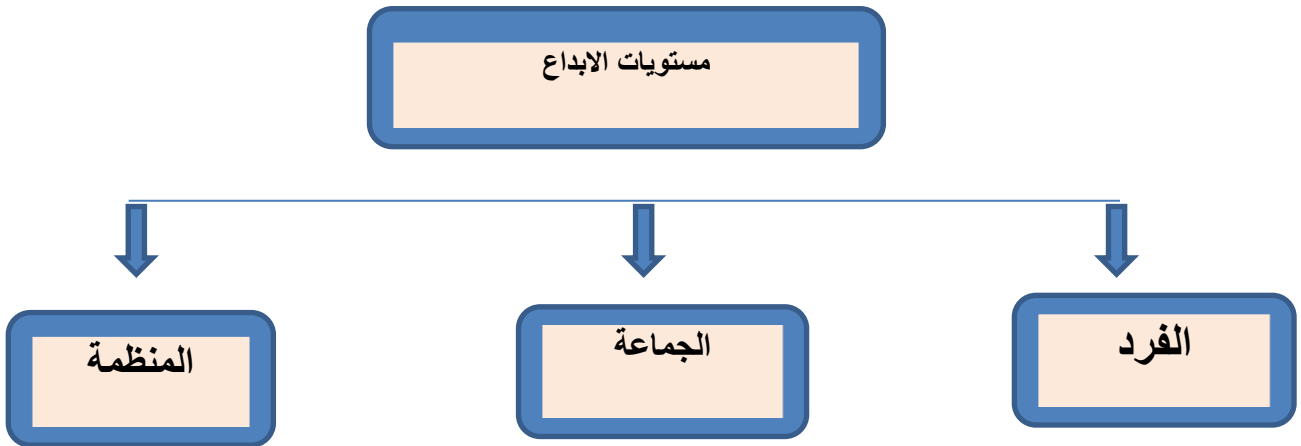 مستويات الابداع
الفرد
الجماعة
المنظمة